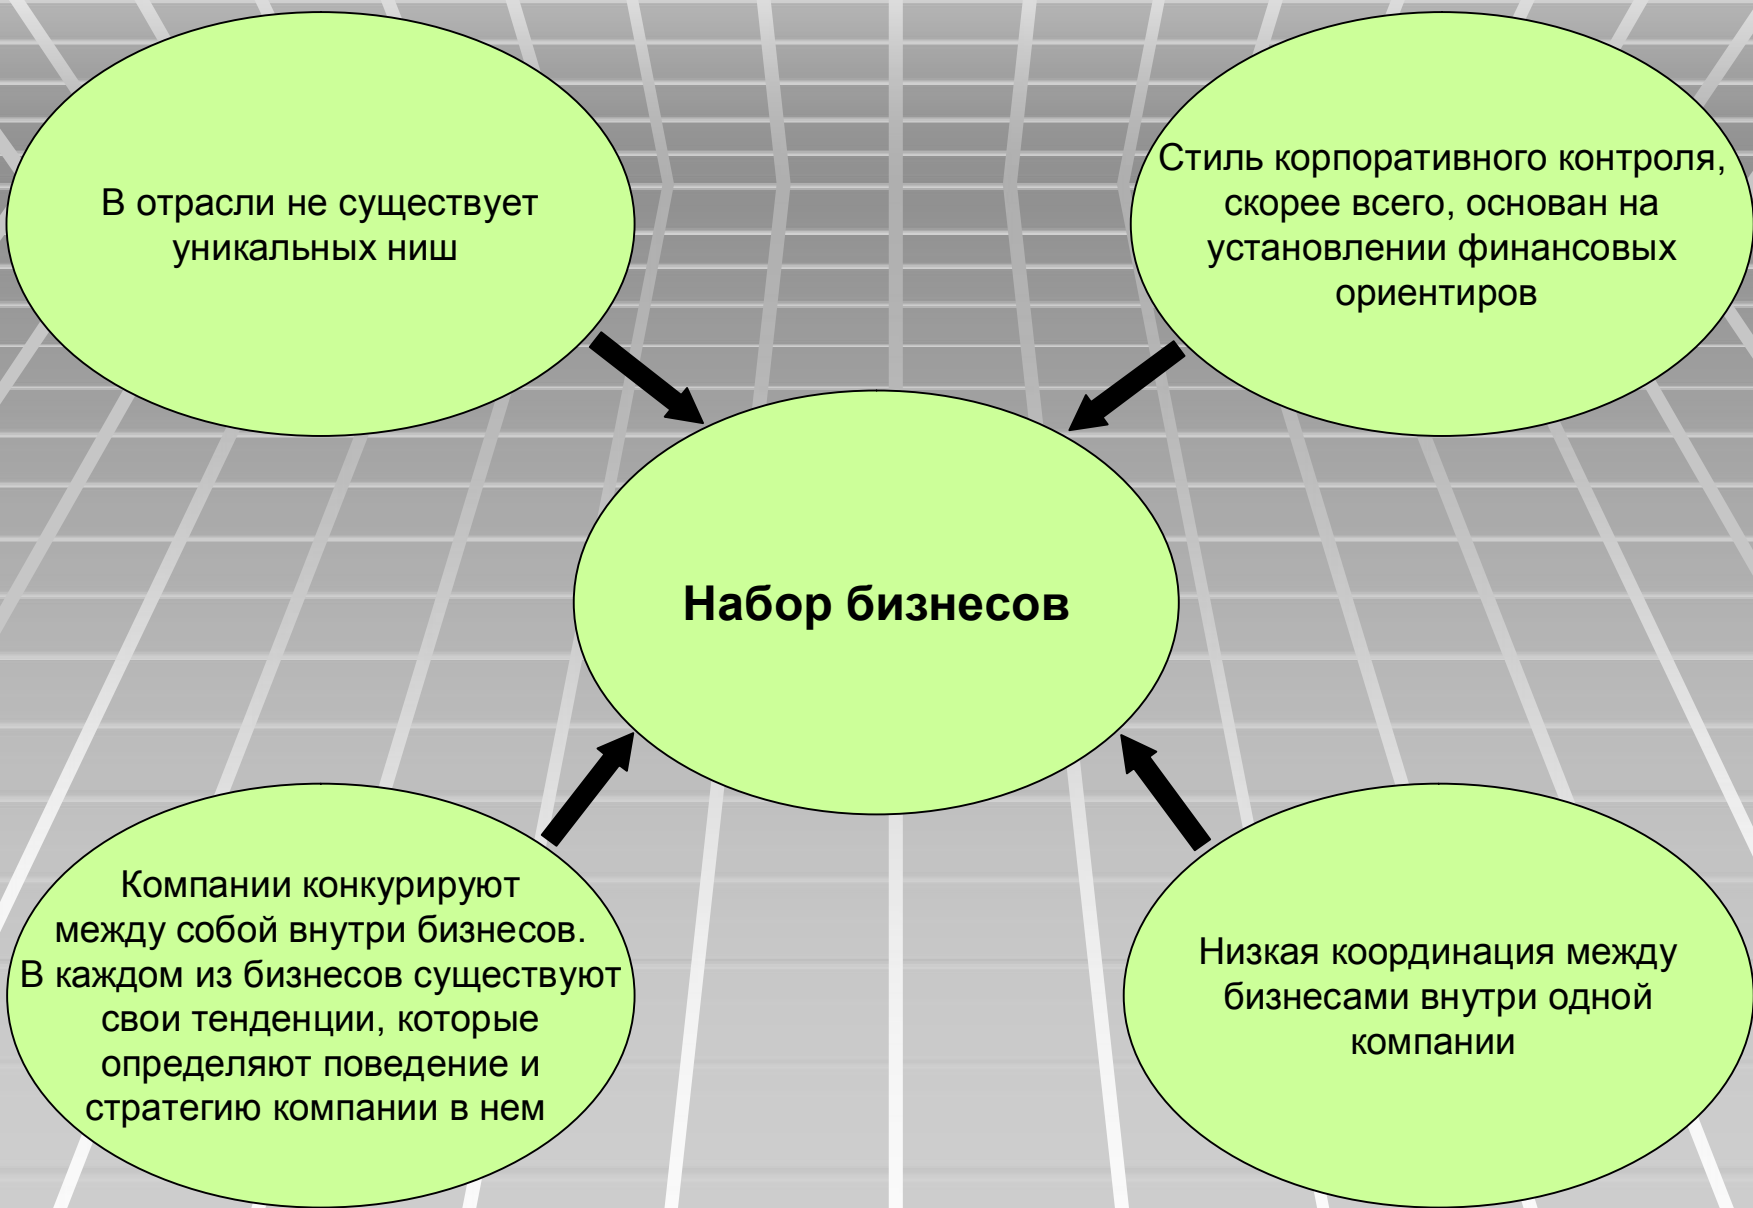 В отрасли не существует
уникальных ниш
Стиль корпоративного контроля,
скорее всего, основан на
установлении финансовых
ориентиров
Набор бизнесов
Компании конкурируют
между собой внутри бизнесов.
В каждом из бизнесов существуют
свои тенденции, которые
определяют поведение и
стратегию компании в нем
Низкая координация между
бизнесами внутри одной
компании